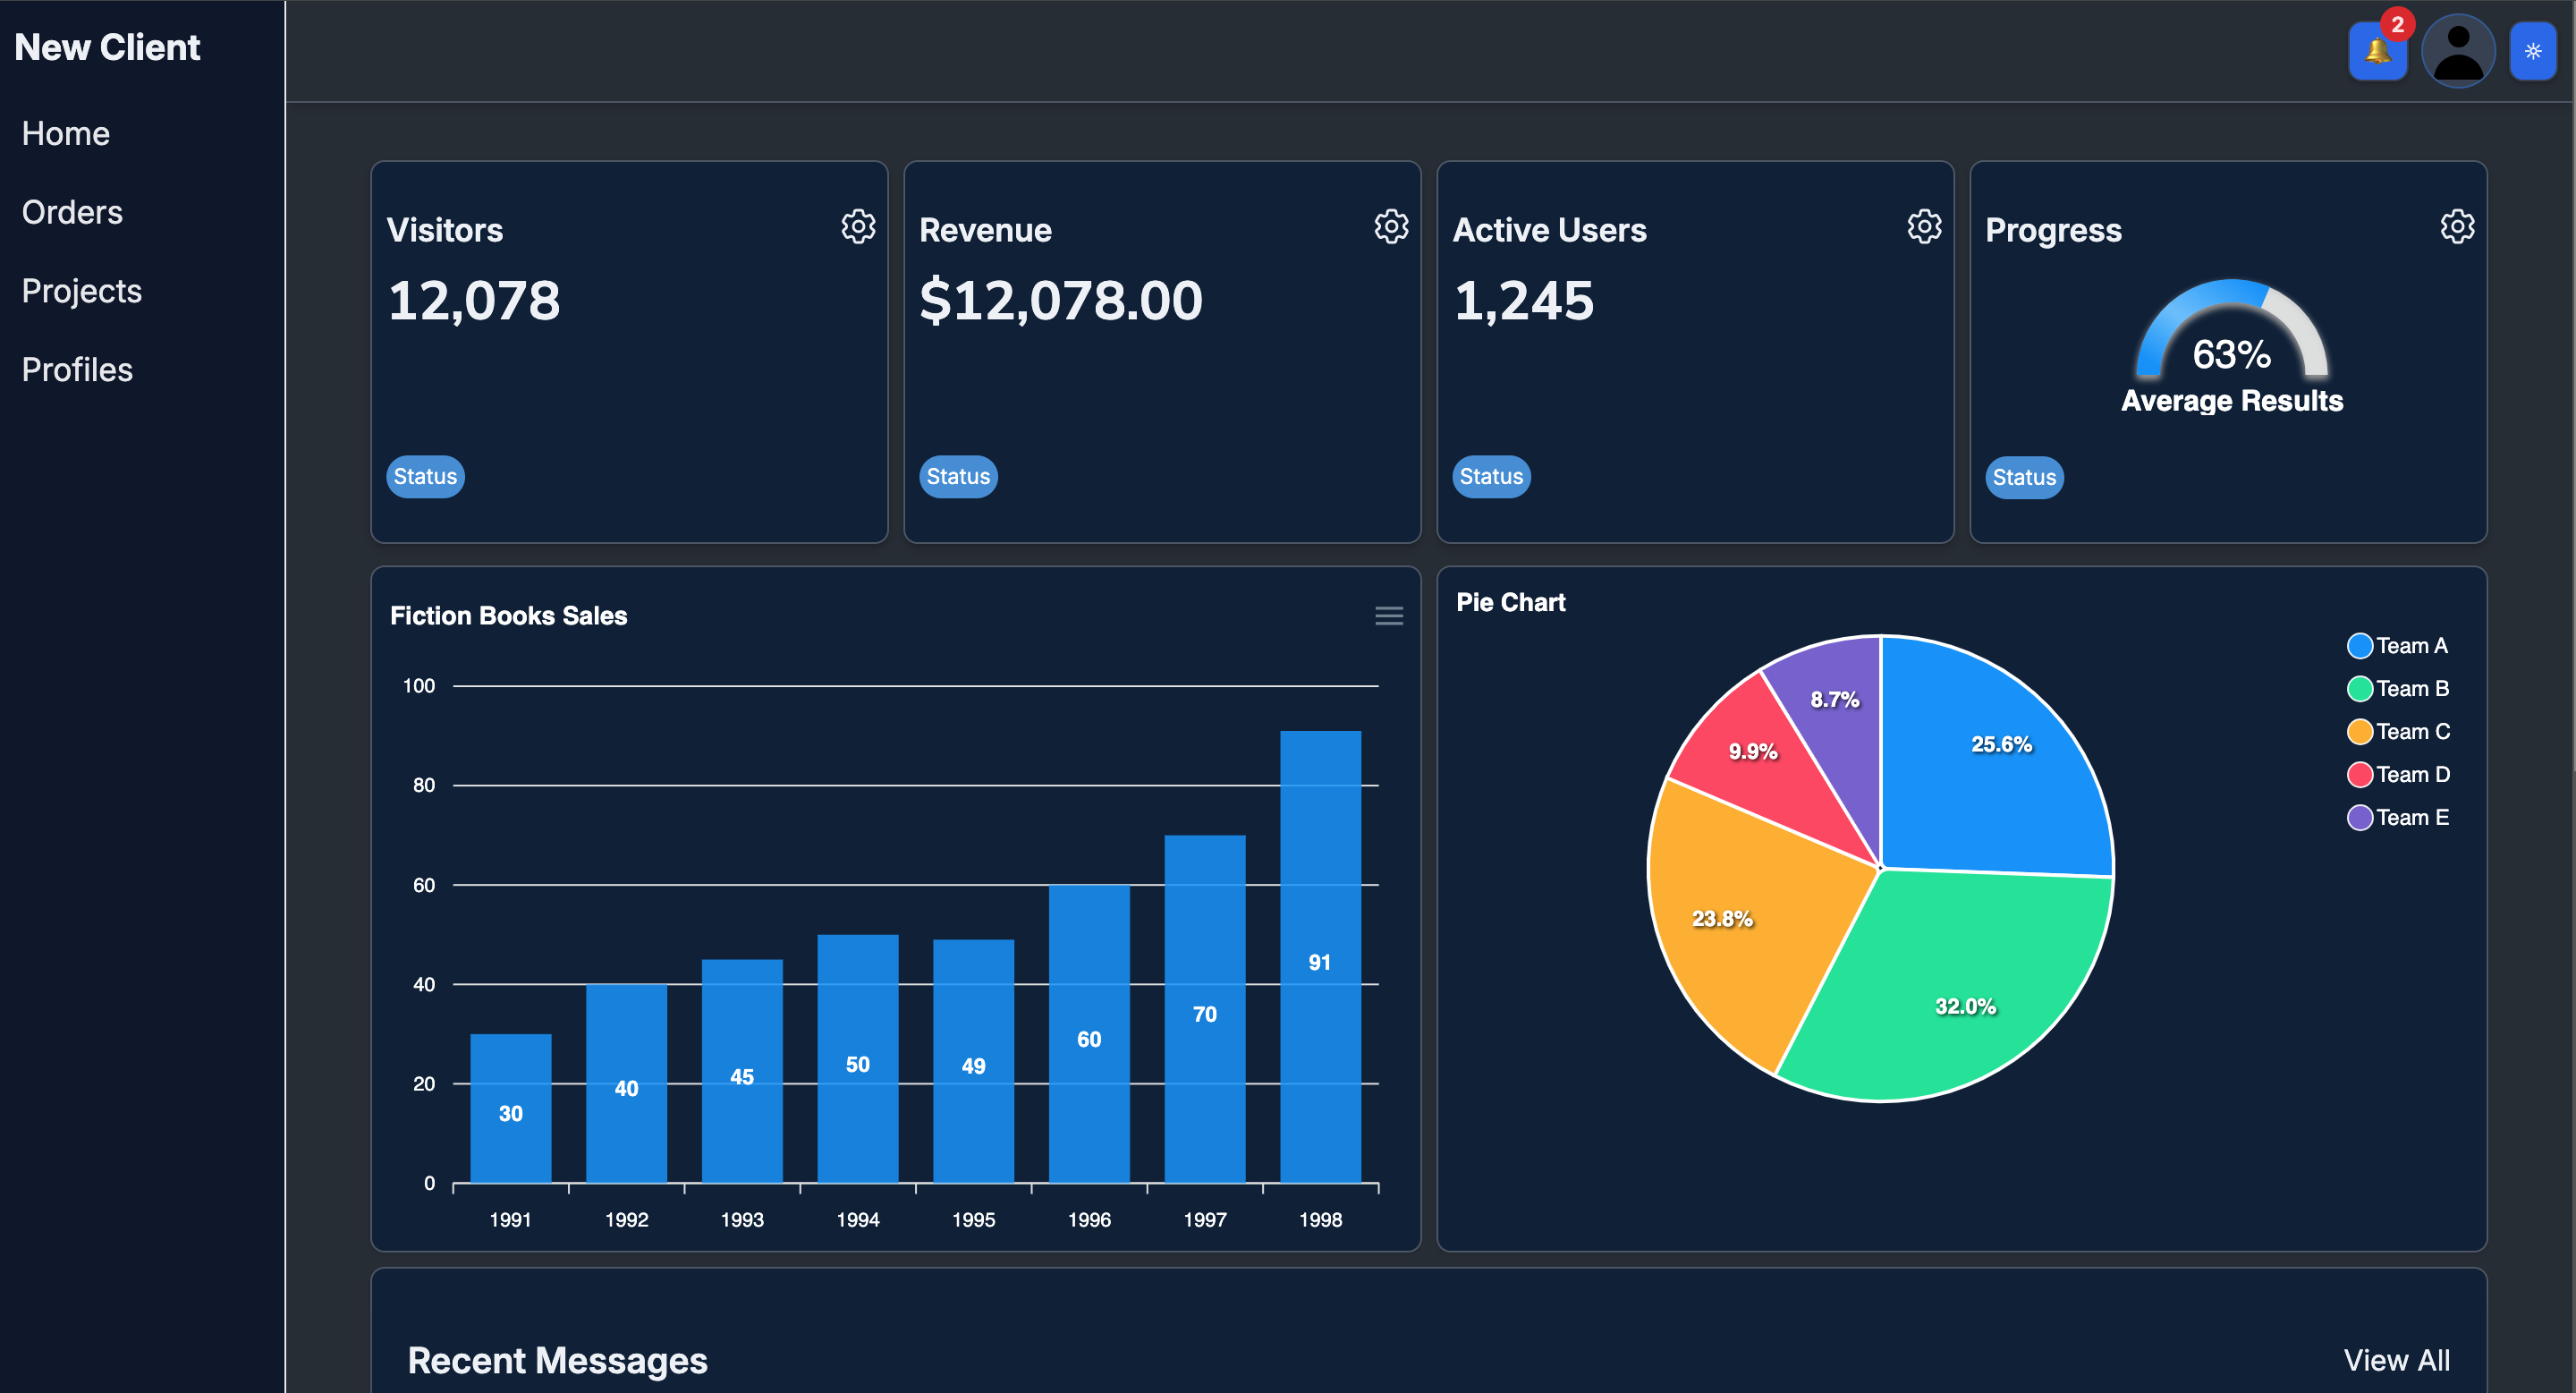 New Client
2
Home
Orders
Projects
Profiles
Visitors
12,078
Status
Revenue
$12,078.00
Status
Active Users
1,245
Status
Progress
63%
Average Results
Status
Fiction Books Sales
100
80
60
40
20
0
30
40
45
50
49
60
70
91
1991
1992
1993
1994
1995
1996
1997
1998
Pie Chart
25.6%
32.0%
23.8%
9.9%
8.7%
Team A
Team B
Team C
Team D
Team E
Recent Messages
View All